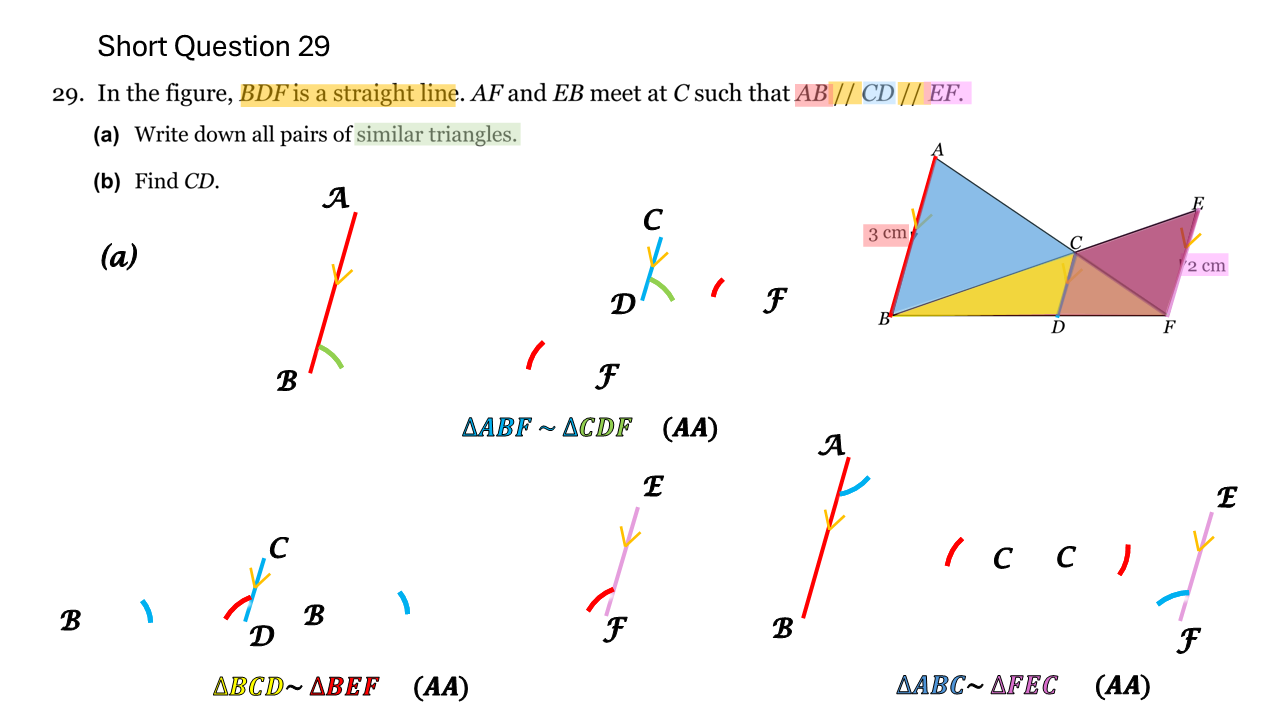 Short Question 29
29. In the figure, BDF is a straight line. AF and EB meet at C such that AB // CD // EF.
(a) Write down all pairs of similar triangles.
(b) Find CD.
A
E
C
3 cm
2 cm
B
D
F
(a)
A
B
C
D
F
F
ΔABF ~ ΔCDF (AA)
B
C
D
B
E
F
ΔBCD~ ΔBEF (AA)
A
B
C
C
E
F
ΔABC~ ΔFEC (AA)